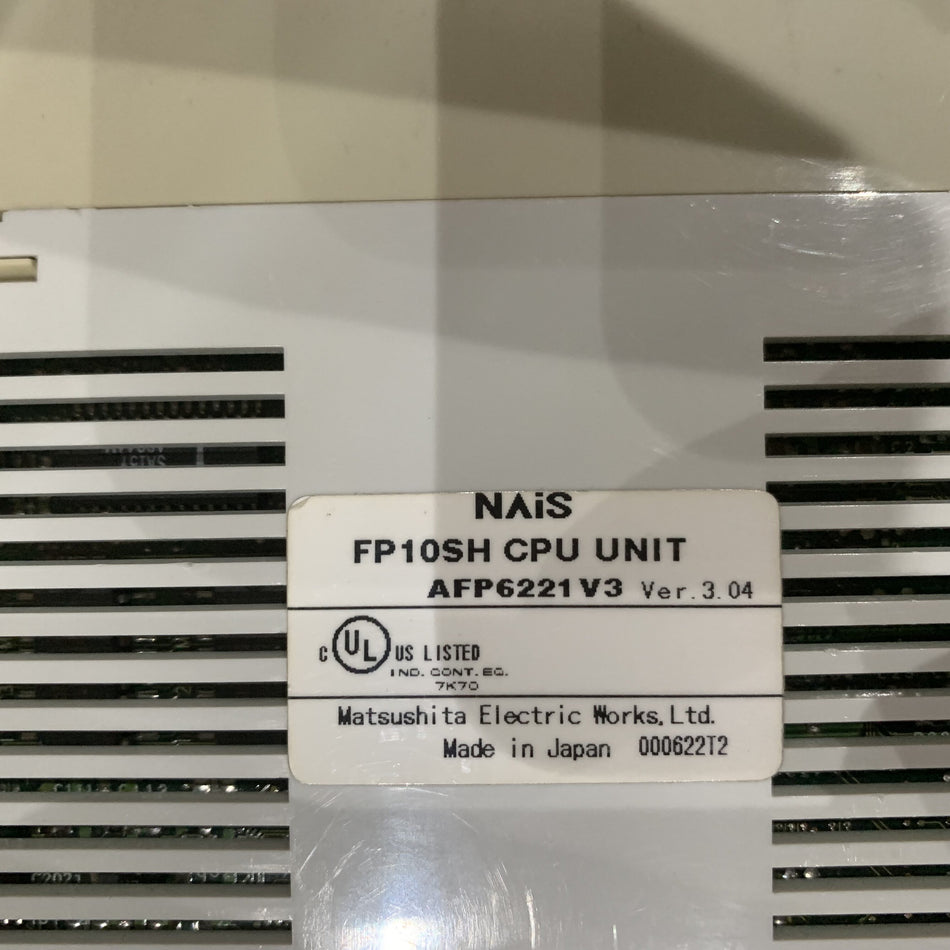 NAiS
FP10SH CPU UNIT
AFP6221V3 Ver.3.04
C UL US LISTED
IND. CONT. EQ.
7K70
Matsushita Electric Works,Ltd.
Made in Japan 000622T2